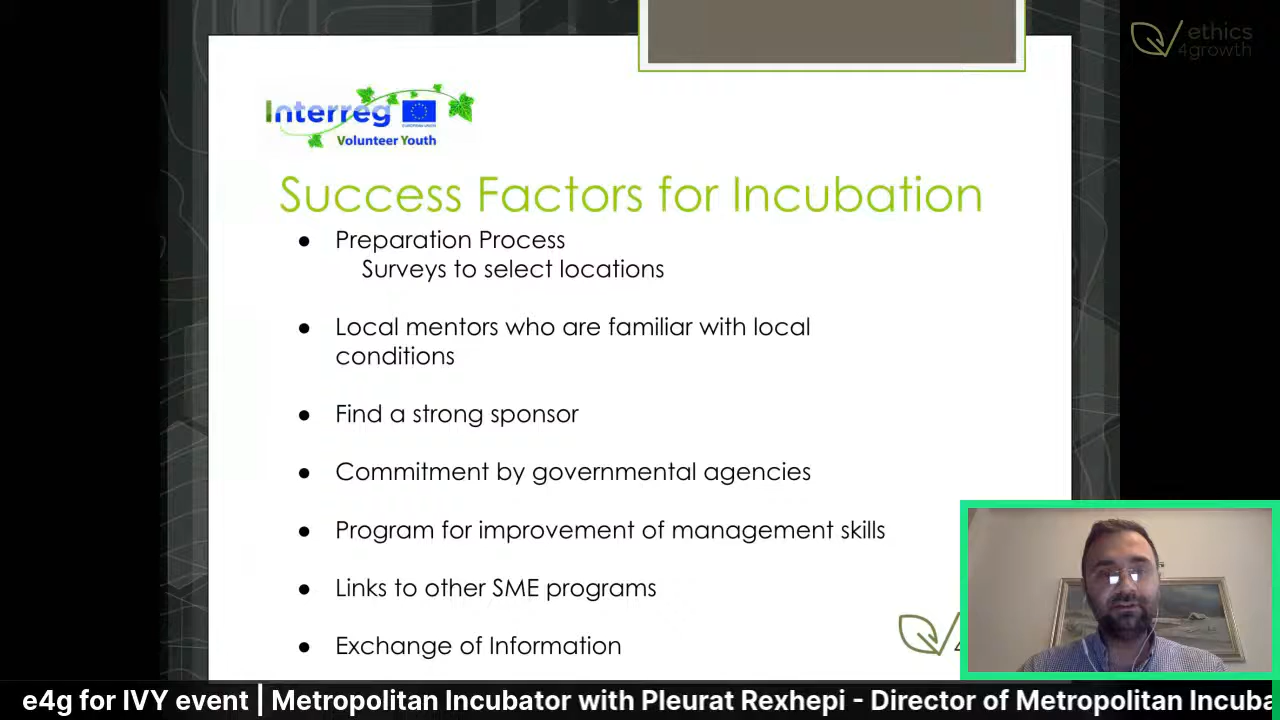 ethics
4growth
Interreg
EUROPEAN UNION
Volunteer Youth
Success Factors for Incubation
● Preparation Process
Surveys to select locations
● Local mentors who are familiar with local
conditions
● Find a strong sponsor
● Commitment by governmental agencies
● Program for improvement of management skills
● Links to other SME programs
● Exchange of Information
4
e4g for IVY event | Metropolitan Incubator with Pleurat Rexhepi - Director of Metropolitan Incuba